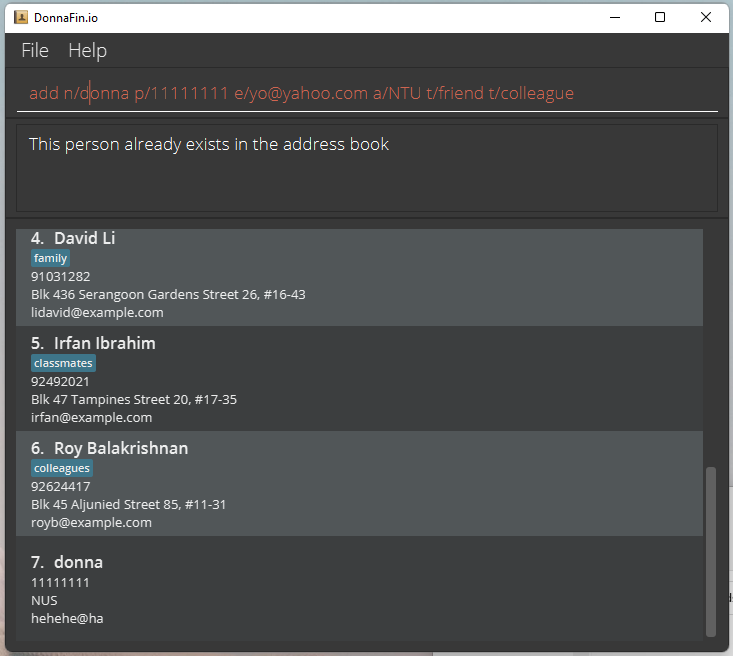 DonnaFin.io
File Help
add n/donna p/11111111 e/yo@yahoo.com a/NTU t/friend t/colleague
This person already exists in the address book
4. David Li
family
91031282
Blk 436 Serangoon Gardens Street 26, #16-43
lidavid@example.com
5. Irfan Ibrahim
classmates
92492021
Blk 47 Tampines Street 20, #17-35
irfan@example.com
6. Roy Balakrishnan
colleagues
92624417
Blk 45 Aljunied Street 85, #11-31
royb@example.com
7. donna
11111111
NUS
hehehe@ha